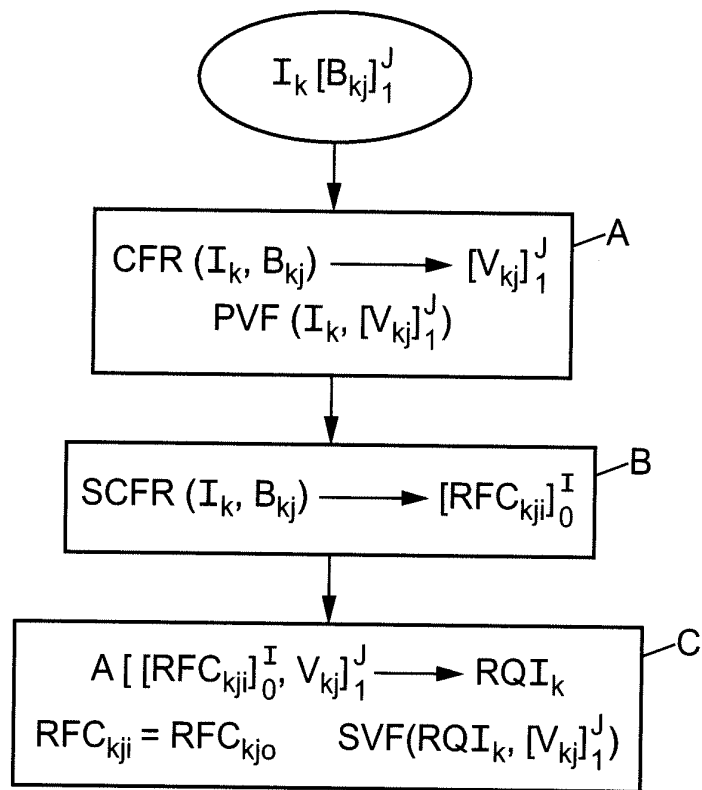 I_k [B_kj]_1^J
A
CFR (I_k, B_kj) ⟶ [V_kj]_1^J
PVF (I_k, [V_kj]_1^J)
B
SCFR (I_k, B_kj) ⟶ [RFC_kji]_0^I
C
A [ [RFC_kji]_0^I, V_kj]_1^J ⟶ RQI_k
RFC_kji = RFC_kjo SVF(RQI_k, [V_kj]_1^J)